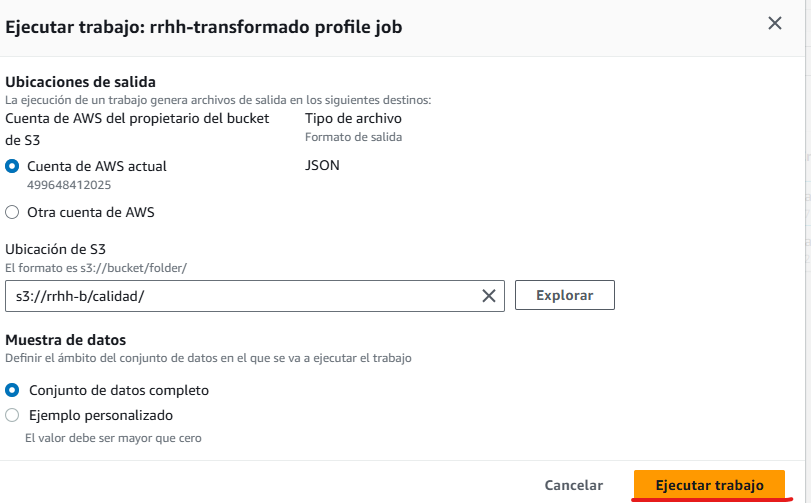 Ejecutar trabajo: rrhh-transformado profile job
Ubicaciones de salida
La ejecución de un trabajo genera archivos de salida en los siguientes destinos:
Cuenta de AWS del propietario del bucket
de S3
Tipo de archivo
Formato de salida
Cuenta de AWS actual
499648412025
JSON
Otra cuenta de AWS
Ubicación de S3
El formato es s3://bucket/folder/
s3://rrhh-b/calidad/
Explorar
Muestra de datos
Definir el ámbito del conjunto de datos en el que se va a ejecutar el trabajo
Conjunto de datos completo
Ejemplo personalizado
El valor debe ser mayor que cero
Cancelar
Ejecutar trabajo